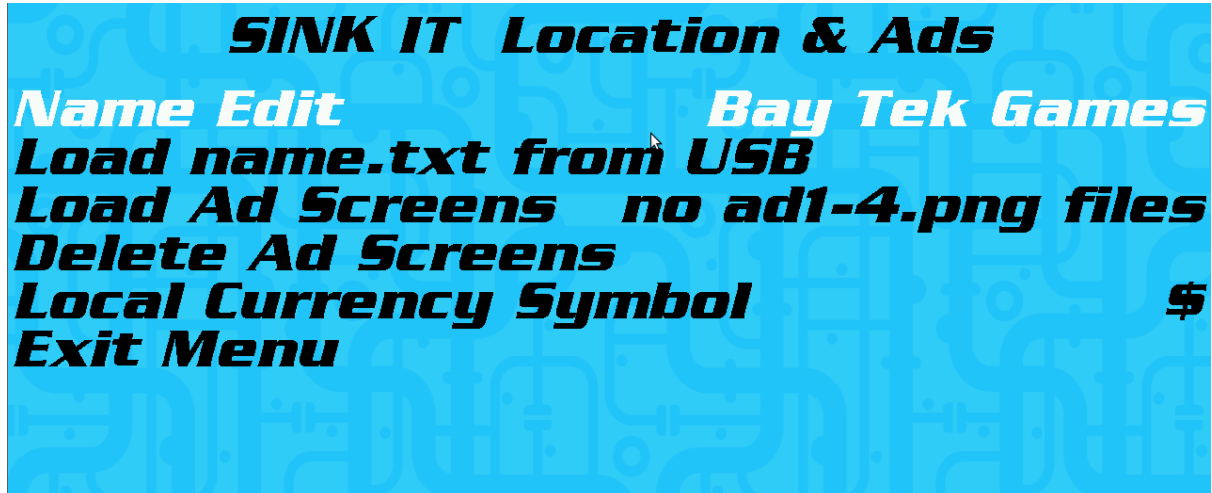 SINK IT Location & Ads
Name Edit Bay Tek Games
Load name.txt from USB
Load Ad Screens no ad1-4.png files
Delete Ad Screens
Local Currency Symbol $
Exit Menu